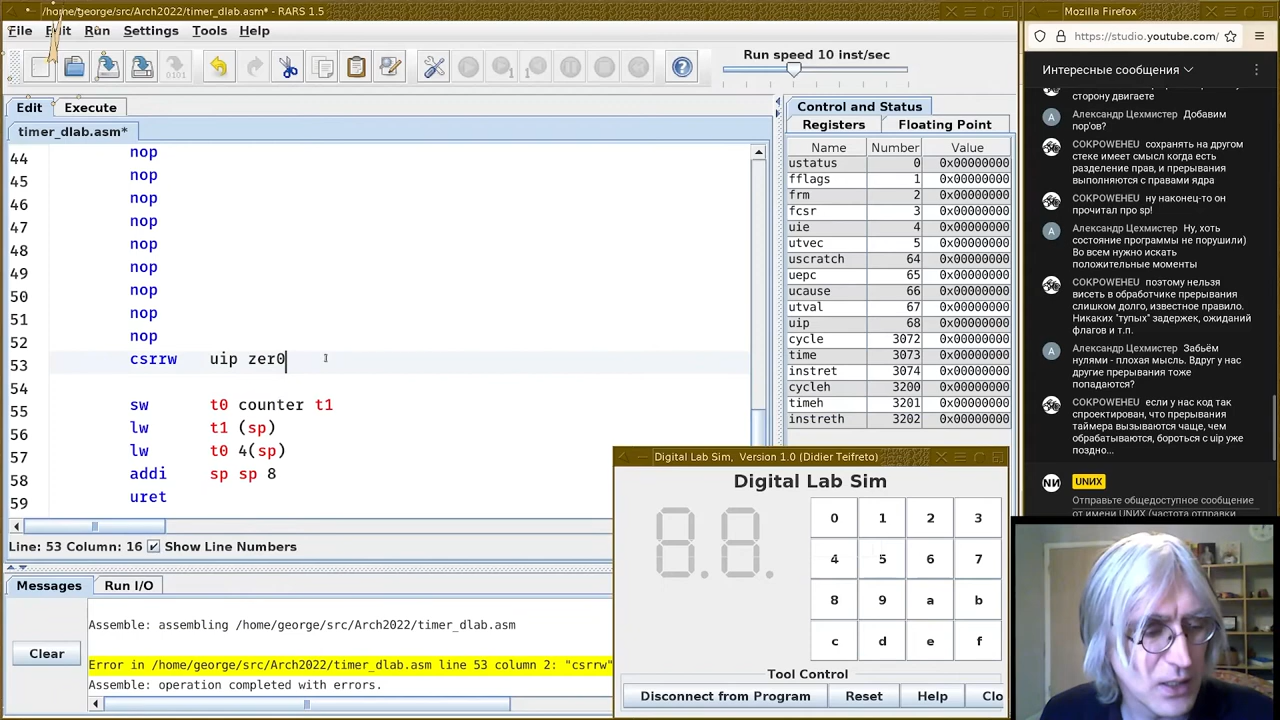 /home/george/src/Arch2022/timer_dlab.asm* - RARS 1.5
File Edit Run Settings Tools Help
Run speed 10 inst/sec
Edit Execute
timer_dlab.asm*
44 nop
45 nop
46 nop
47 nop
48 nop
49 nop
50 nop
51 nop
52 nop
53 csrrw uip zer0
54
55 sw t0 counter t1
56 lw t1 (sp)
57 lw t0 4(sp)
58 addi sp sp 8
59 uret
Line: 53 Column: 16 Show Line Numbers
Messages Run I/O
Clear
Assemble: assembling /home/george/src/Arch2022/timer_dlab.asm
Error in /home/george/src/Arch2022/timer_dlab.asm line 53 column 2: "csrrw"
Assemble: operation completed with errors.
Control and Status
Registers Floating Point
Name Number Value
ustatus 0 0x00000000
fflags 1 0x00000000
frm 2 0x00000000
fcsr 3 0x00000000
uie 4 0x00000000
utvec 5 0x00000000
uscratch 64 0x00000000
uepc 65 0x00000000
ucause 66 0x00000000
utval 67 0x00000000
uip 68 0x00000000
cycle 3072 0x00000000
time 3073 0x00000000
instret 3074 0x00000000
cycleh 3200 0x00000000
timeh 3201 0x00000000
instreth 3202 0x00000000
Digital Lab Sim, Version 1.0 (Didier Teifreto)
Digital Lab Sim
8.8.
0 1 2 3
4 5 6 7
8 9 a b
c d e f
Tool Control
Disconnect from Program Reset Help Clo
Mozilla Firefox
https://studio.youtube.com/
Интересные сообщения
сторону двигаете
А Александр Цехмистер Добавим
nop'ов?
COKPOWEHEU сохранять на другом
стеке имеет смысл когда есть
разделение прав, и прерывания
выполняются с правами ядра
COKPOWEHEU ну наконец-то он
прочитал про sp!
А Александр Цехмистер Ну, хоть
состояние программы не порушили)
Во всем нужно искать
положительные моменты
COKPOWEHEU поэтому нельзя
висеть в обработчике прерывания
слишком долго, известное правило.
Никаких "тупых" задержек, ожиданий
флагов и т.п.
А Александр Цехмистер Забьём
нулями - плохая мысль. Вдруг у нас
другие прерывания тоже
попадаются?
COKPOWEHEU если у нас код так
спроектирован, что прерывания
таймера вызываются чаще, чем
обрабатываются, бороться с uip уже
поздно...
UNИX
Отправьте общедоступное сообщение
от имени UNИX (частота отправки